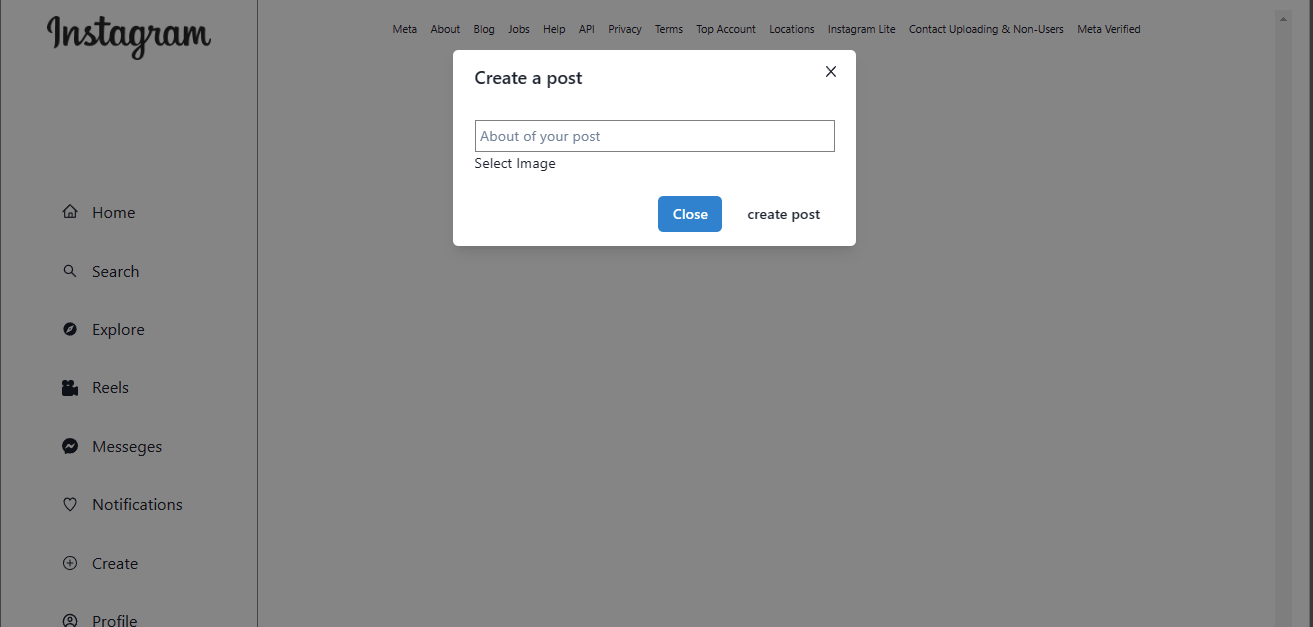 Instagram
Meta About Blog Jobs Help API Privacy Terms Top Account Locations Instagram Lite Contact Uploading & Non-Users Meta Verified
Create a post
About of your post
Select Image
Close create post
Home
Search
Explore
Reels
Messeges
Notifications
Create
Profile